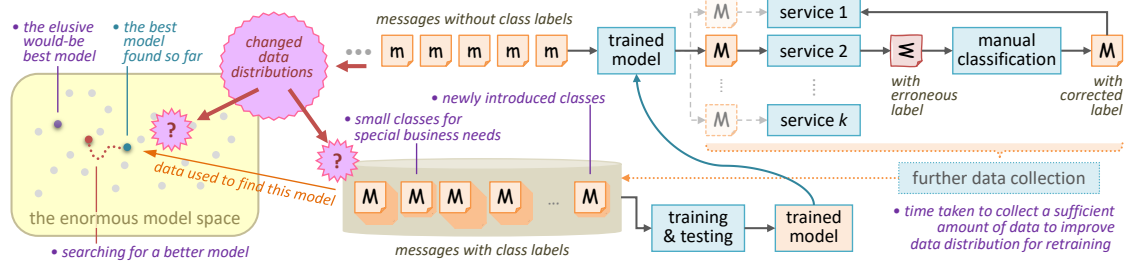 • the elusive
would-be
best model
• the best
model
found so far
changed
data
distributions
?
?
the enormous model space
• searching for a better model
data used to find this model
messages without class labels
m m m m m
trained
model
M
service 1
M
service 2
M
service k
M
with
erroneous
label
manual
classification
M
with
corrected
label
• newly introduced classes
• small classes for
special business needs
M M M M ... M
messages with class labels
training
& testing
trained
model
further data collection
• time taken to collect a sufficient
amount of data to improve
data distribution for retraining